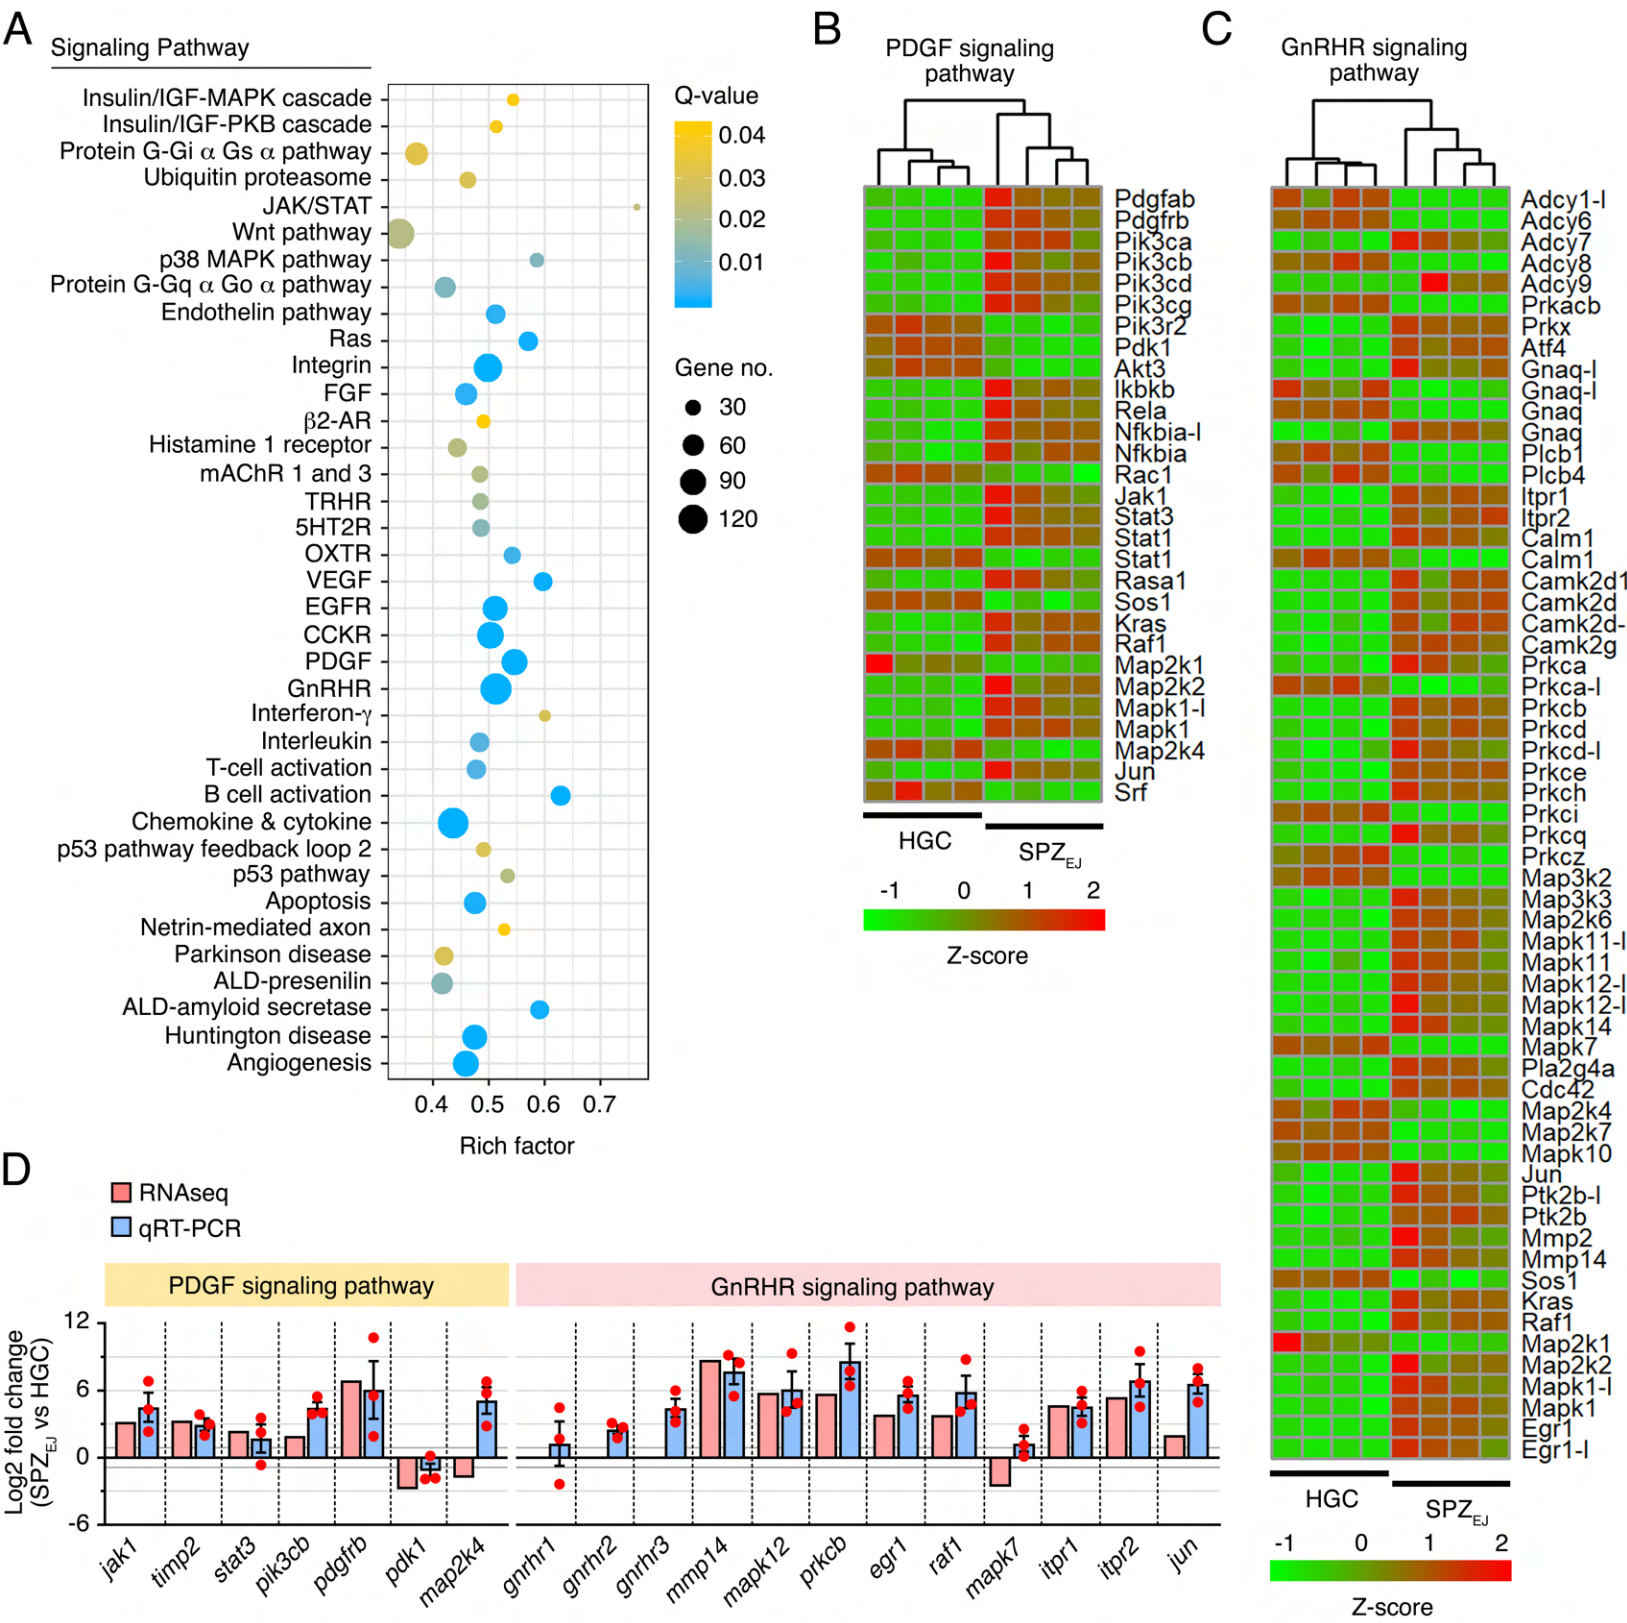 A
Signaling Pathway
Insulin/IGF-MAPK cascade
Insulin/IGF-PKB cascade
Protein G-Gi α Gs α pathway
Ubiquitin proteasome
JAK/STAT
Wnt pathway
p38 MAPK pathway
Protein G-Gq α Go α pathway
Endothelin pathway
Ras
Integrin
FGF
β2-AR
Histamine 1 receptor
mAChR 1 and 3
TRHR
5HT2R
OXTR
VEGF
EGFR
CCKR
PDGF
GnRHR
Interferon-γ
Interleukin
T-cell activation
B cell activation
Chemokine & cytokine
p53 pathway feedback loop 2
p53 pathway
Apoptosis
Netrin-mediated axon
Parkinson disease
ALD-presenilin
ALD-amyloid secretase
Huntington disease
Angiogenesis
0.4 0.5 0.6 0.7
Rich factor
Q-value
0.04
0.03
0.02
0.01
Gene no.
30
60
90
120
B
PDGF signaling
pathway
Pdgfab
Pdgfrb
Pik3ca
Pik3cb
Pik3cd
Pik3cg
Pik3r2
Pdk1
Akt3
Ikbkb
Rela
Nfkbia-l
Nfkbia
Rac1
Jak1
Stat3
Stat1
Stat1
Rasa1
Sos1
Kras
Raf1
Map2k1
Map2k2
Mapk1-l
Mapk1
Map2k4
Jun
Srf
HGC SPZEJ
-1 0 1 2
Z-score
C
GnRHR signaling
pathway
Adcy1-l
Adcy6
Adcy7
Adcy8
Adcy9
Prkacb
Prkx
Atf4
Gnaq-l
Gnaq-l
Gnaq
Gnaq
Plcb1
Plcb4
Itpr1
Itpr2
Calm1
Calm1
Camk2d1
Camk2d
Camk2d-
Camk2g
Prkca
Prkca-l
Prkcb
Prkcd
Prkcd-l
Prkce
Prkch
Prkci
Prkcq
Prkcz
Map3k2
Map3k3
Map2k6
Mapk11-l
Mapk11
Mapk12-l
Mapk12-l
Mapk14
Mapk7
Pla2g4a
Cdc42
Map2k4
Map2k7
Mapk10
Jun
Ptk2b-l
Ptk2b
Mmp2
Mmp14
Sos1
Kras
Raf1
Map2k1
Map2k2
Mapk1-l
Mapk1
Egr1
Egr1-l
HGC SPZEJ
-1 0 1 2
Z-score
D
RNAseq
qRT-PCR
PDGF signaling pathway
GnRHR signaling pathway
Log2 fold change
(SPZEJ vs HGC)
12
6
0
-6
jak1 timp2 stat3 pik3cb pdgfrb pdk1 map2k4 gnrhr1 gnrhr2 gnrhr3 mmp14 mapk12 prkcb egr1 raf1 mapk7 itpr1 itpr2 jun